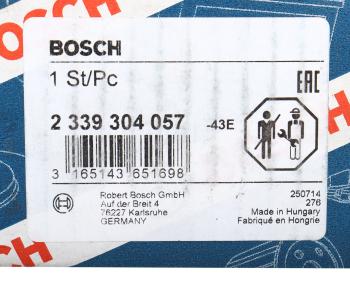 BOSCH
1 St/Pc
EAC
2 339 304 057 -43E
3 165143 651698
Robert Bosch GmbH
Auf der Breit 4
76227 Karlsruhe
GERMANY
250714
276
Made in Hungary
Fabriqué en Hongrie